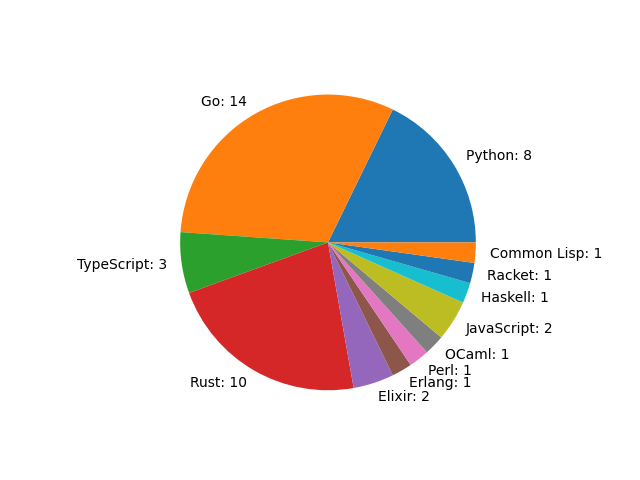 Go: 14
Python: 8
Common Lisp: 1
TypeScript: 3
Racket: 1
Haskell: 1
JavaScript: 2
OCaml: 1
Perl: 1
Rust: 10
Erlang: 1
Elixir: 2